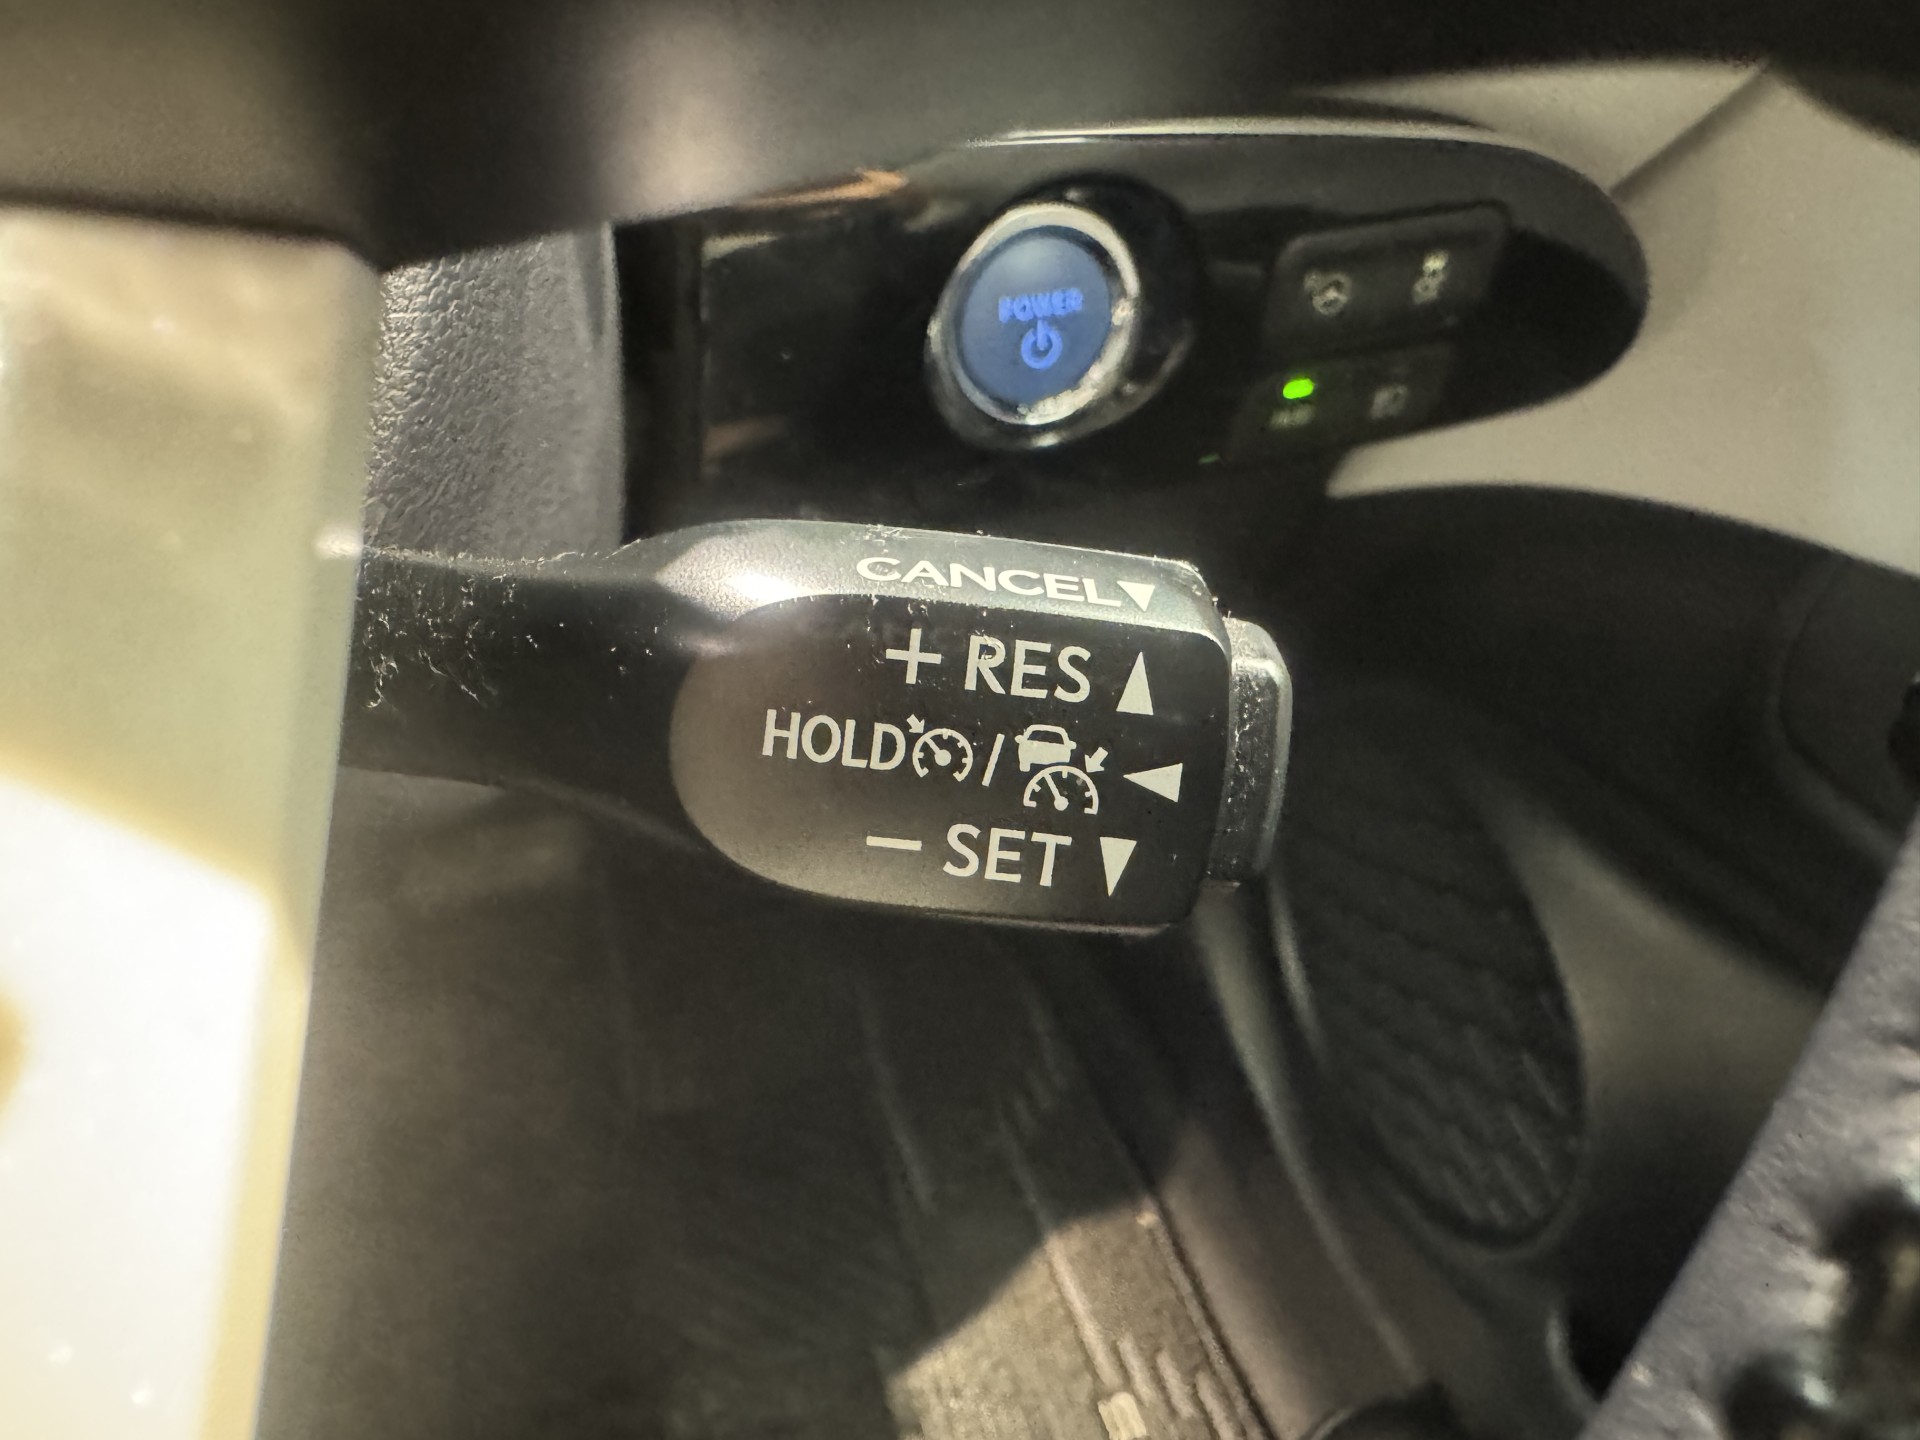 POWER
CANCEL▼
+ RES ▲
HOLD / ◀
− SET ▼